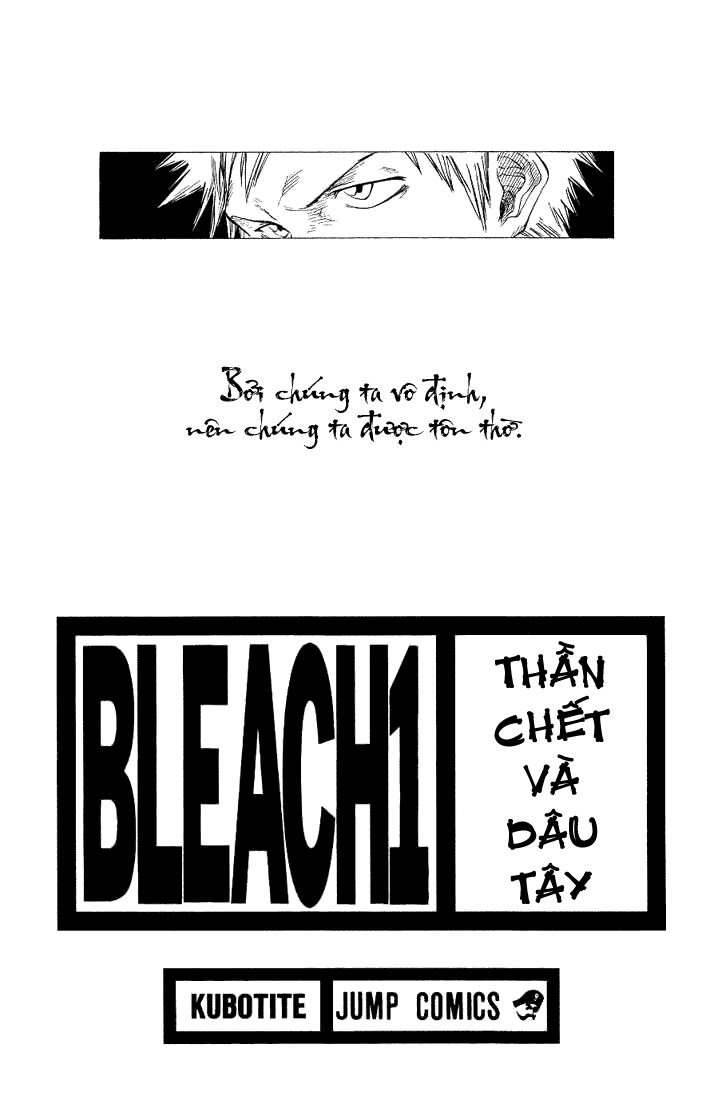 Bởi chúng ta vô định,
nên chúng ta được tôn thờ.
BLEACH1
THẦN
CHẾT
VÀ
DÂU
TÂY
KUBOTITE
JUMP COMICS